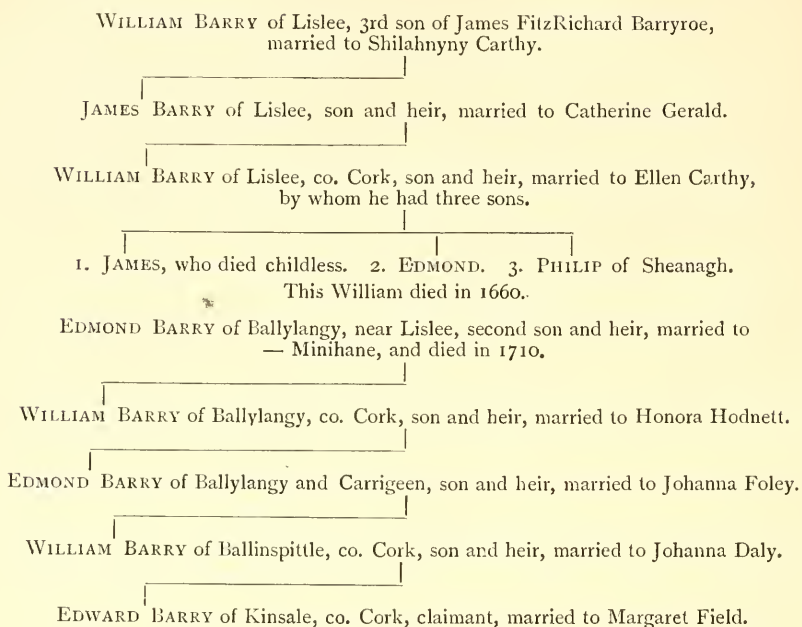 WILLIAM BARRY of Lislee, 3rd son of James FitzRichard Barryroe,
married to Shilahnyny Carthy.
JAMES BARRY of Lislee, son and heir, married to Catherine Gerald.
WILLIAM BARRY of Lislee, co. Cork, son and heir, married to Ellen Carthy,
by whom he had three sons.
1. JAMES, who died childless. 2. EDMOND. 3. PHILIP of Sheanagh.
This William died in 1660.
EDMOND BARRY of Ballylangy, near Lislee, second son and heir, married to
— Minihane, and died in 1710.
WILLIAM BARRY of Ballylangy, co. Cork, son and heir, married to Honora Hodnett.
EDMOND BARRY of Ballylangy and Carrigeen, son and heir, married to Johanna Foley.
WILLIAM BARRY of Ballinspittle, co. Cork, son and heir, married to Johanna Daly.
EDWARD BARRY of Kinsale, co. Cork, claimant, married to Margaret Field.